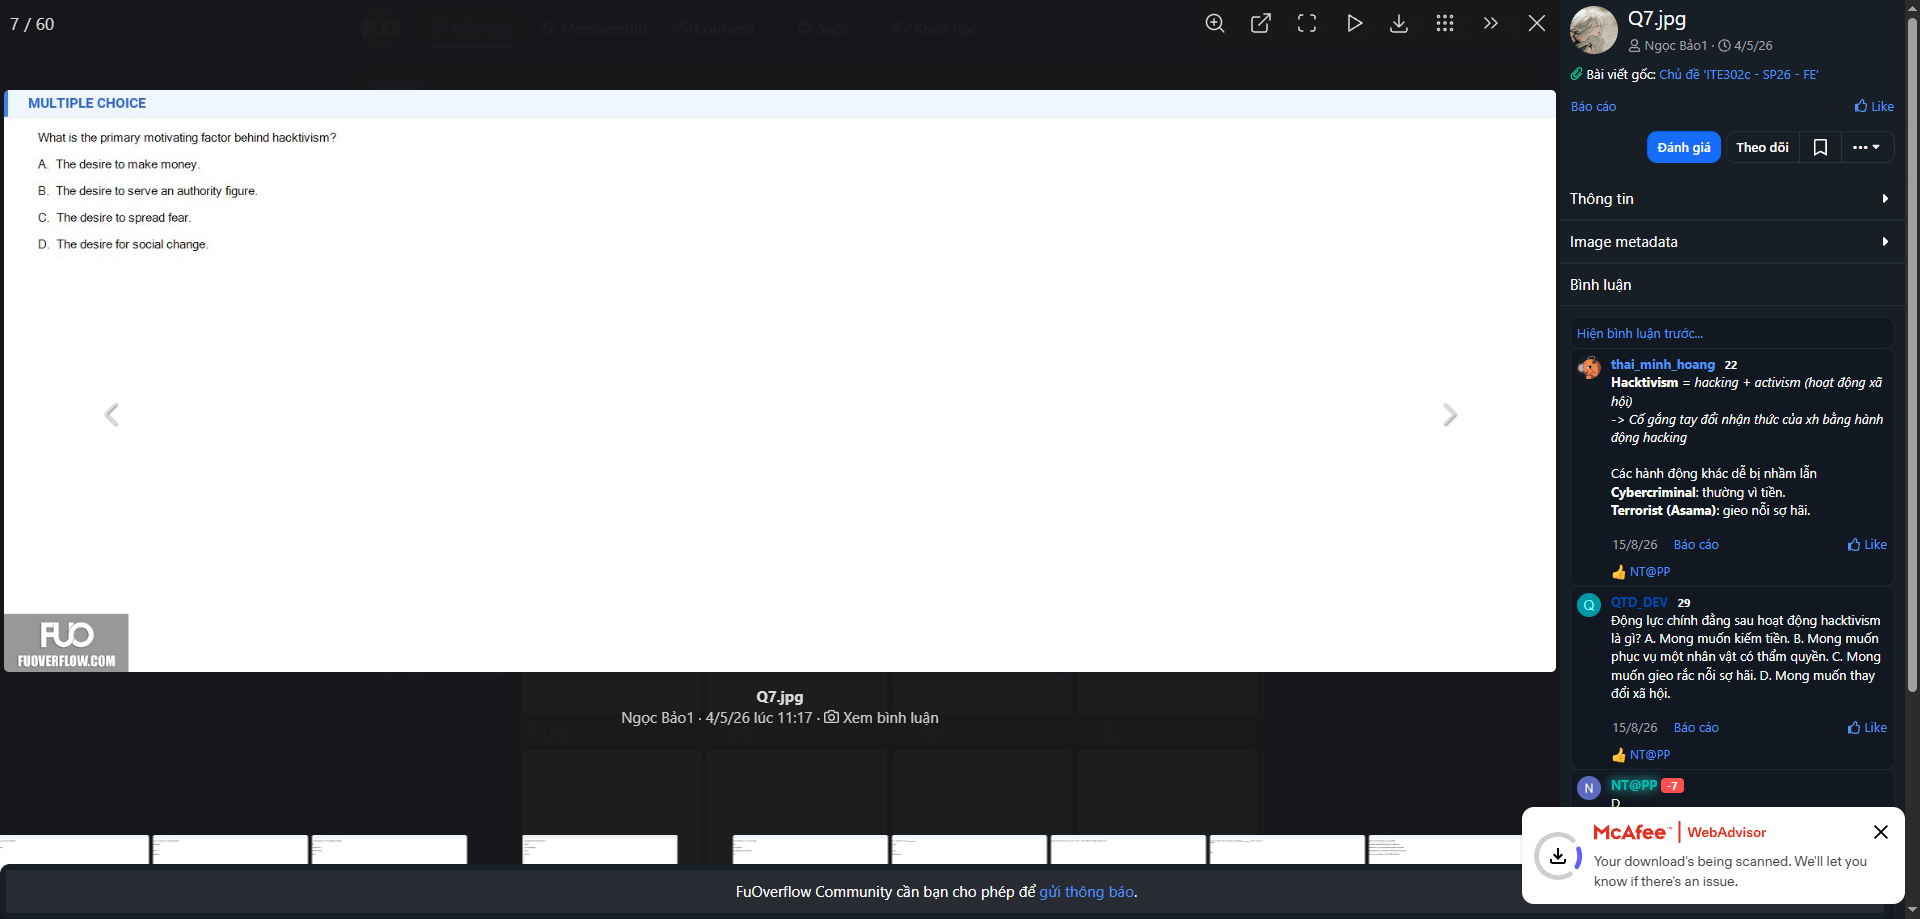 7 / 60
MULTIPLE CHOICE
What is the primary motivating factor behind hacktivism?
A. The desire to make money.
B. The desire to serve an authority figure.
C. The desire to spread fear.
D. The desire for social change.
FUO
FUOVERFLOW.COM
Q7.jpg
Ngọc Bảo1 · 4/5/26 lúc 11:17 · Xem bình luận
FuOverflow Community cần bạn cho phép để gửi thông báo.
Q7.jpg
Ngọc Bảo1 · 4/5/26
Bài viết gốc: Chủ đề 'ITE302c - SP26 - FE'
Báo cáo Like
Đánh giá Theo dõi
Thông tin
Image metadata
Bình luận
Hiện bình luận trước...
thai_minh_hoang 22
Hacktivism = hacking + activism (hoạt động xã
hội)
-> Cố gắng tay đổi nhận thức của xh bằng hành
động hacking
Các hành động khác dễ bị nhầm lẫn
Cybercriminal: thường vì tiền.
Terrorist (Asama): gieo nỗi sợ hãi.
15/8/26 Báo cáo Like
NT@PP
Q QTD_DEV 29
Động lực chính đằng sau hoạt động hacktivism
là gì? A. Mong muốn kiếm tiền. B. Mong muốn
phục vụ một nhân vật có thẩm quyền. C. Mong
muốn gieo rắc nỗi sợ hãi. D. Mong muốn thay
đổi xã hội.
15/8/26 Báo cáo Like
NT@PP
N NT@PP -7
D
McAfee™ | WebAdvisor
Your download's being scanned. We'll let you
know if there's an issue.